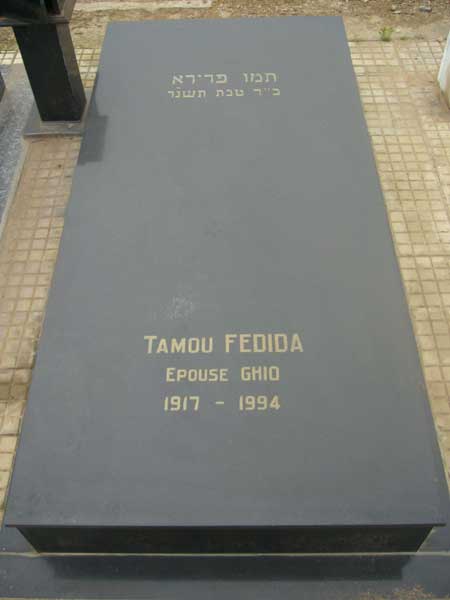 תמו פדידא
כ"ד טבת תשנ'ד
TAMOU FEDIDA
EPOUSE GHIO
1917 - 1994